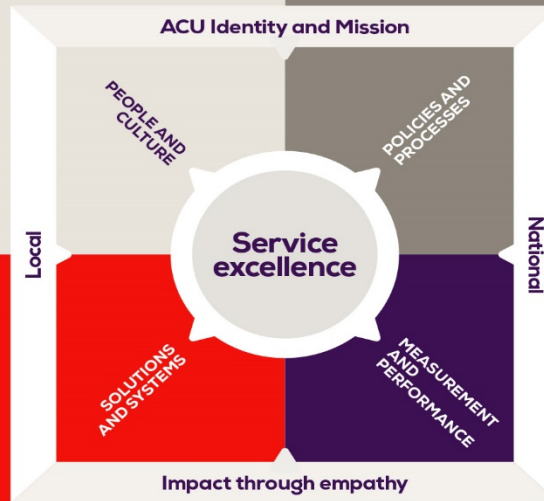 ACU Identity and Mission
PEOPLE AND
CULTURE
POLICIES AND
PROCESSES
Local
Service
excellence
National
SOLUTIONS
AND SYSTEMS
MEASUREMENT
AND
PERFORMANCE
Impact through empathy